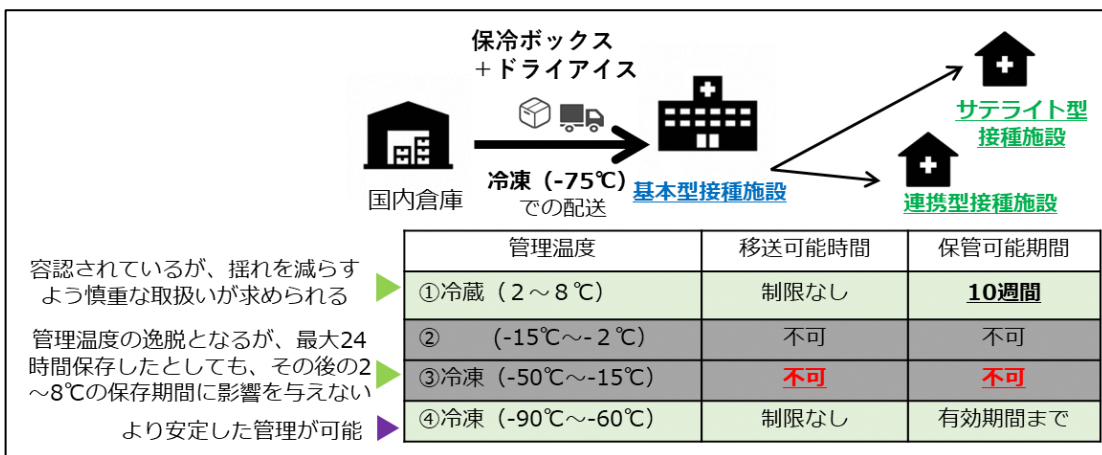 保冷ボックス
＋ドライアイス
国内倉庫
冷凍（-75℃）
での配送
基本型接種施設
サテライト型
接種施設
連携型接種施設
管理温度 移送可能時間 保管可能期間
容認されているが、揺れを減らす
よう慎重な取扱いが求められる
①冷蔵（２～８℃） 制限なし 10週間
② (-15℃～-２℃) 不可 不可
管理温度の逸脱となるが、最大24
時間保存したとしても、その後の2
～8℃の保存期間に影響を与えない
③冷凍（-50℃～-15℃） 不可 不可
より安定した管理が可能
④冷凍（-90℃～-60℃） 制限なし 有効期間まで